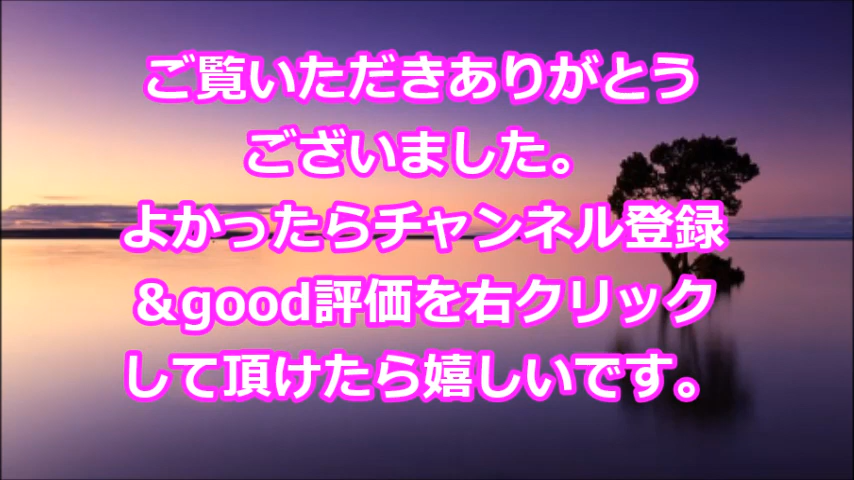 ご覧いただきありがとう
ございました。
よかったらチャンネル登録
＆good評価を右クリック
して頂けたら嬉しいです。